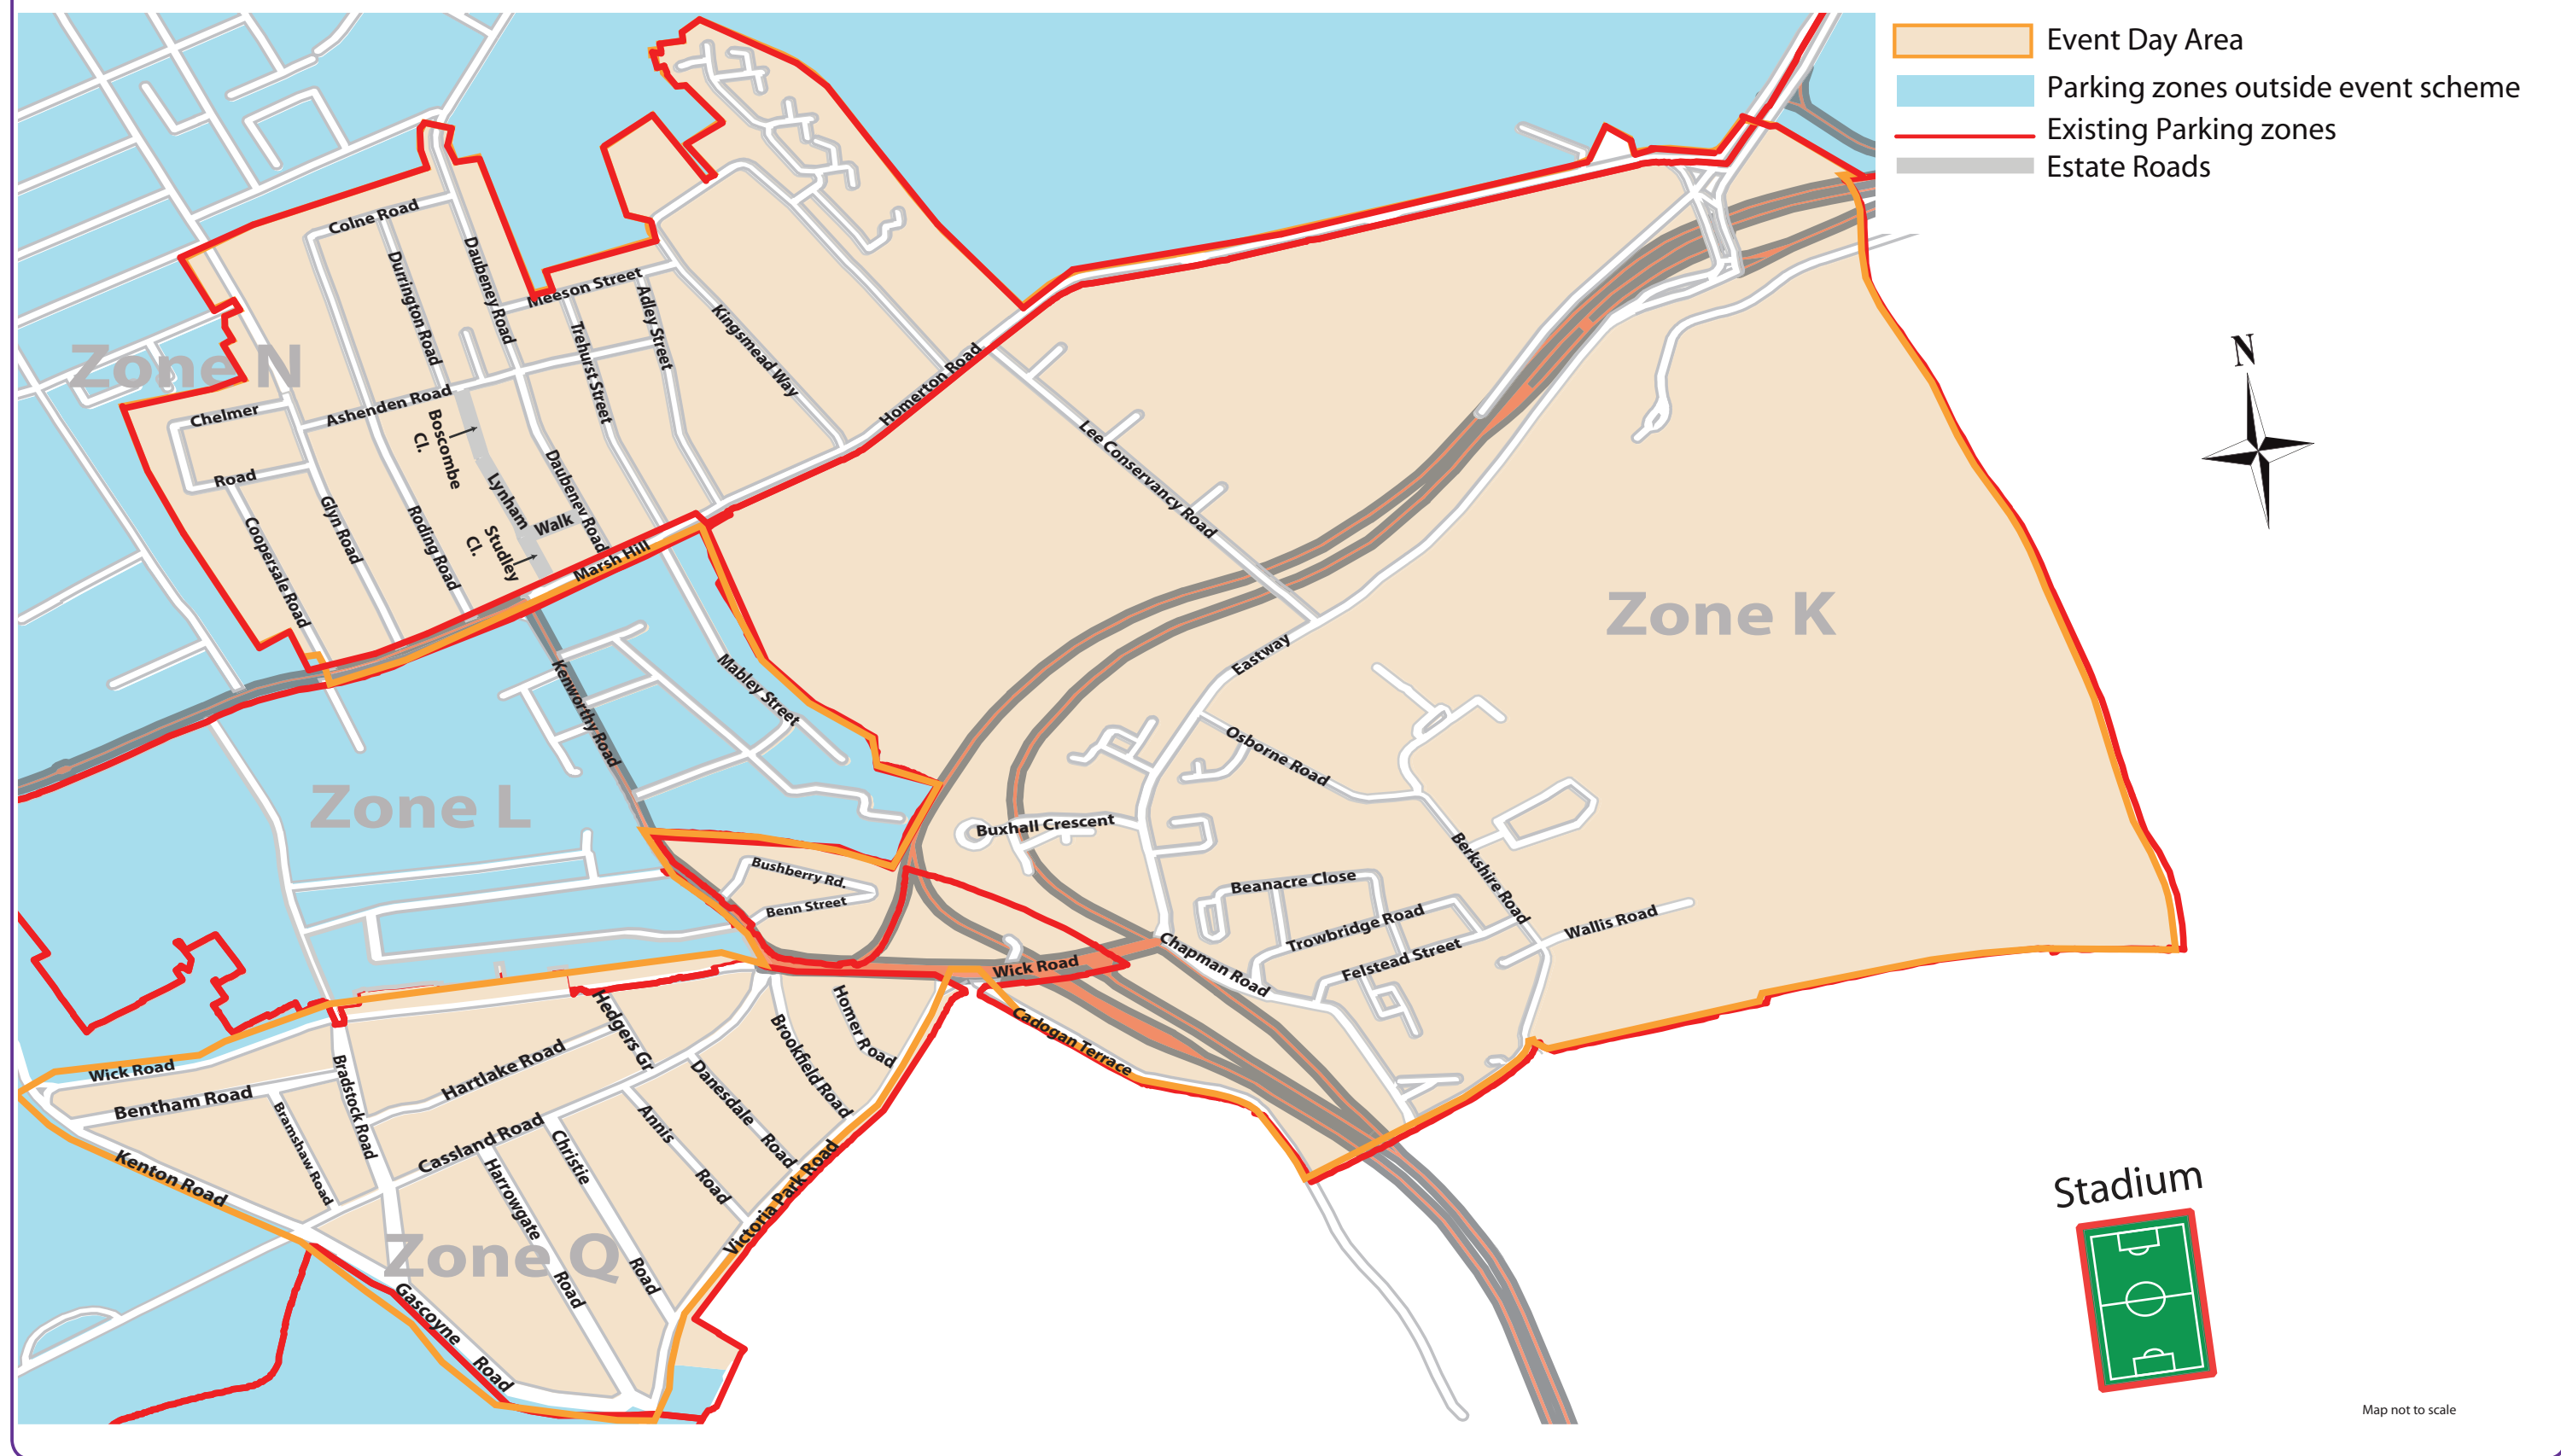 Event Day Area
Parking zones outside event scheme
Existing Parking zones
Estate Roads
N
Colne Road
Durrington Road
Daubeney Road
Meeson Street
Adley Street
Trehurst Street
Kingsmead Way
Homerton Road
Zone N
Chelmer
Road
Ashenden Road
Boscombe
Cl.
Lynham
Walk
Daubeney Road
Studley
Cl.
Glyn Road
Roding Road
Coopersale Road
Marsh Hill
Lee Conservancy Road
Zone K
Eastway
Kenworthy Road
Mabley Street
Osborne Road
Zone L
Buxhall Crescent
Bushberry Rd.
Benn Street
Beanacre Close
Berkshire Road
Trowbridge Road
Wallis Road
Felstead Street
Chapman Road
Wick Road
Cadogan Terrace
Homer Road
Hedgers Gr
Brookfield Road
Hartlake Road
Danesdale
Road
Wick Road
Bentham Road
Bradstock Road
Bramshaw Road
Cassland Road
Annis
Road
Christie
Road
Harrowgate
Road
Kenton Road
Victoria Park Road
Zone Q
Gascoyne
Road
Stadium
Map not to scale